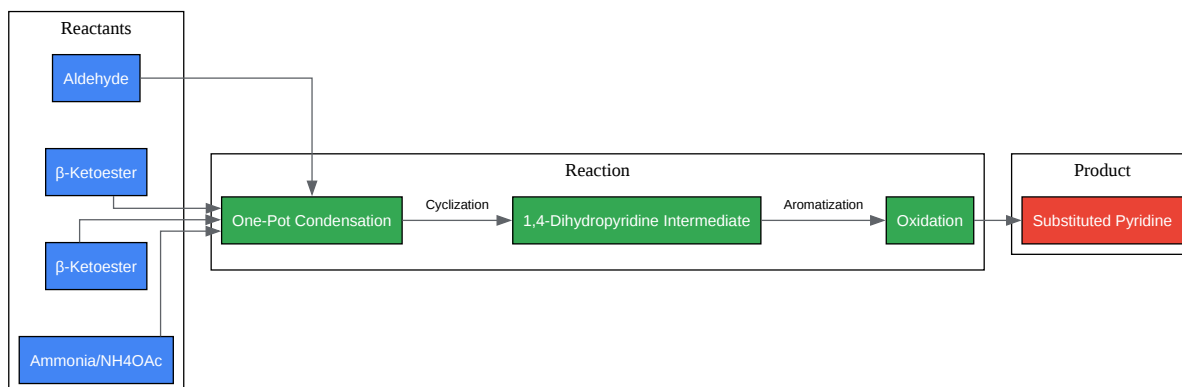 Reactants
Aldehyde
β-Ketoester
β-Ketoester
Ammonia/NH4OAc
Reaction
One-Pot Condensation
Cyclization
1,4-Dihydropyridine Intermediate
Aromatization
Oxidation
Product
Substituted Pyridine